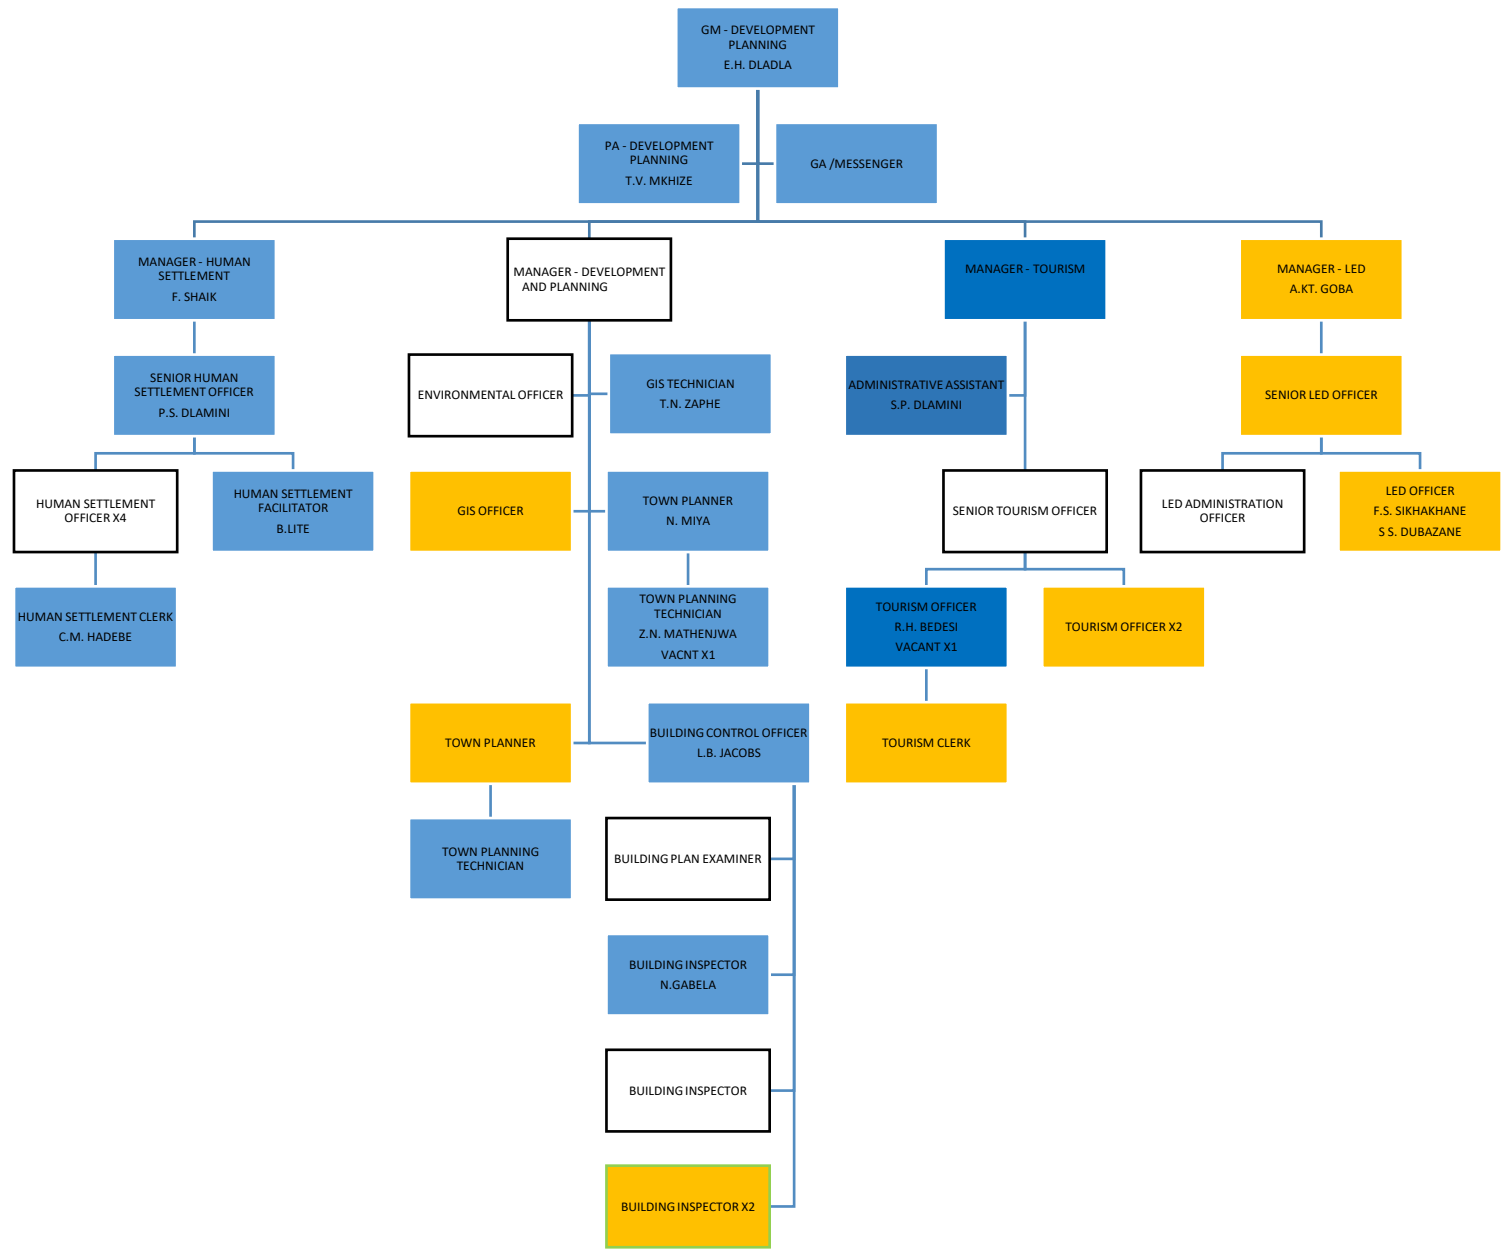 GM - DEVELOPMENT
PLANNING
E.H. DLADLA
PA - DEVELOPMENT
PLANNING
T.V. MKHIZE
GA /MESSENGER
MANAGER - HUMAN
SETTLEMENT
F. SHAIK
MANAGER - DEVELOPMENT
AND PLANNING
MANAGER - TOURISM
MANAGER - LED
A.KT. GOBA
SENIOR HUMAN
SETTLEMENT OFFICER
P.S. DLAMINI
ENVIRONMENTAL OFFICER
GIS TECHNICIAN
T.N. ZAPHE
ADMINISTRATIVE ASSISTANT
S.P. DLAMINI
SENIOR LED OFFICER
HUMAN SETTLEMENT
OFFICER X4
HUMAN SETTLEMENT
FACILITATOR
B.LITE
GIS OFFICER
TOWN PLANNER
N. MIYA
SENIOR TOURISM OFFICER
LED ADMINISTRATION
OFFICER
LED OFFICER
F.S. SIKHAKHANE
S S. DUBAZANE
HUMAN SETTLEMENT CLERK
C.M. HADEBE
TOWN PLANNING
TECHNICIAN
Z.N. MATHENJWA
VACNT X1
TOURISM OFFICER
R.H. BEDESI
VACANT X1
TOURISM OFFICER X2
TOWN PLANNER
BUILDING CONTROL OFFICER
L.B. JACOBS
TOURISM CLERK
TOWN PLANNING
TECHNICIAN
BUILDING PLAN EXAMINER
BUILDING INSPECTOR
N.GABELA
BUILDING INSPECTOR
BUILDING INSPECTOR X2